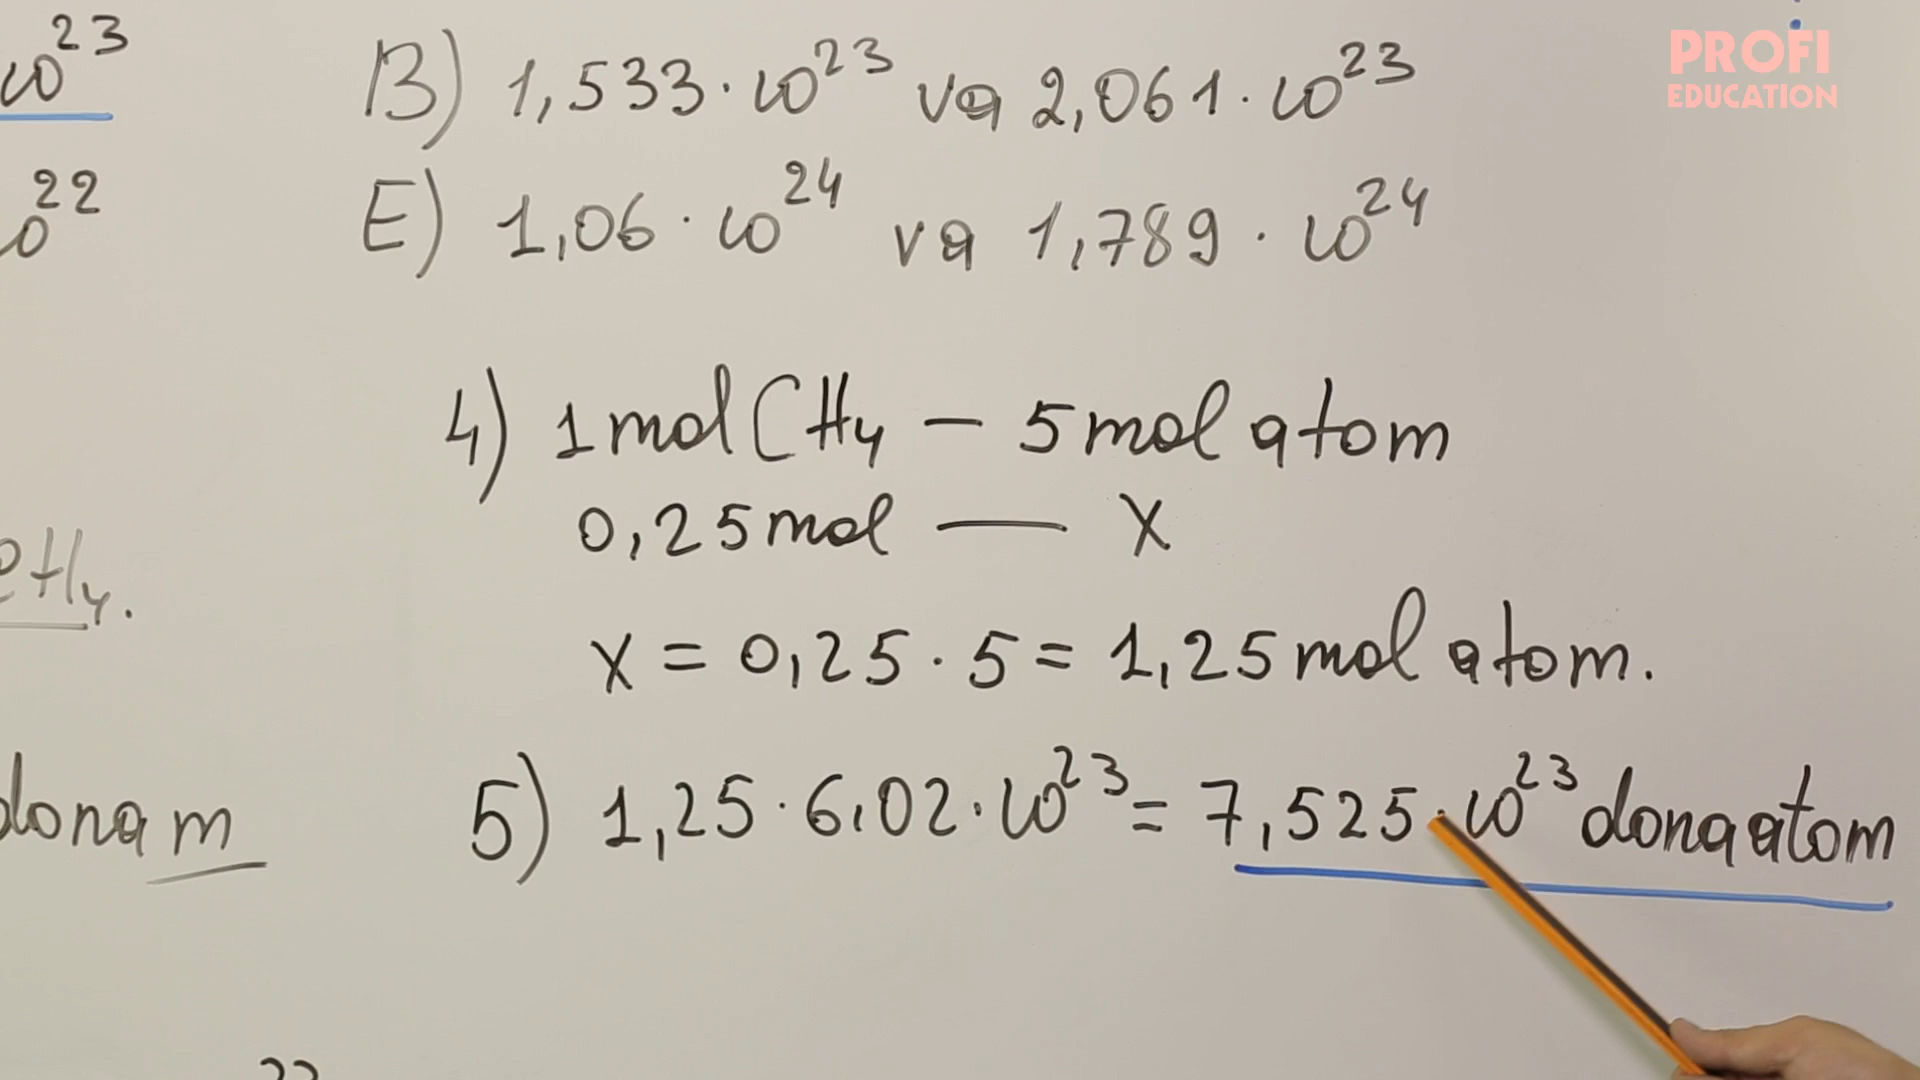 PROFI
EDUCATION
10²³
B) 1,533·10²³ va 2,061·10²³
E) 1,06·10²⁴ va 1,789·10²⁴
4) 1mol CH₄ – 5mol atom
0,25mol — X
x = 0,25·5 = 1,25mol atom.
5) 1,25·6,02·10²³ = 7,525·10²³ dona atom